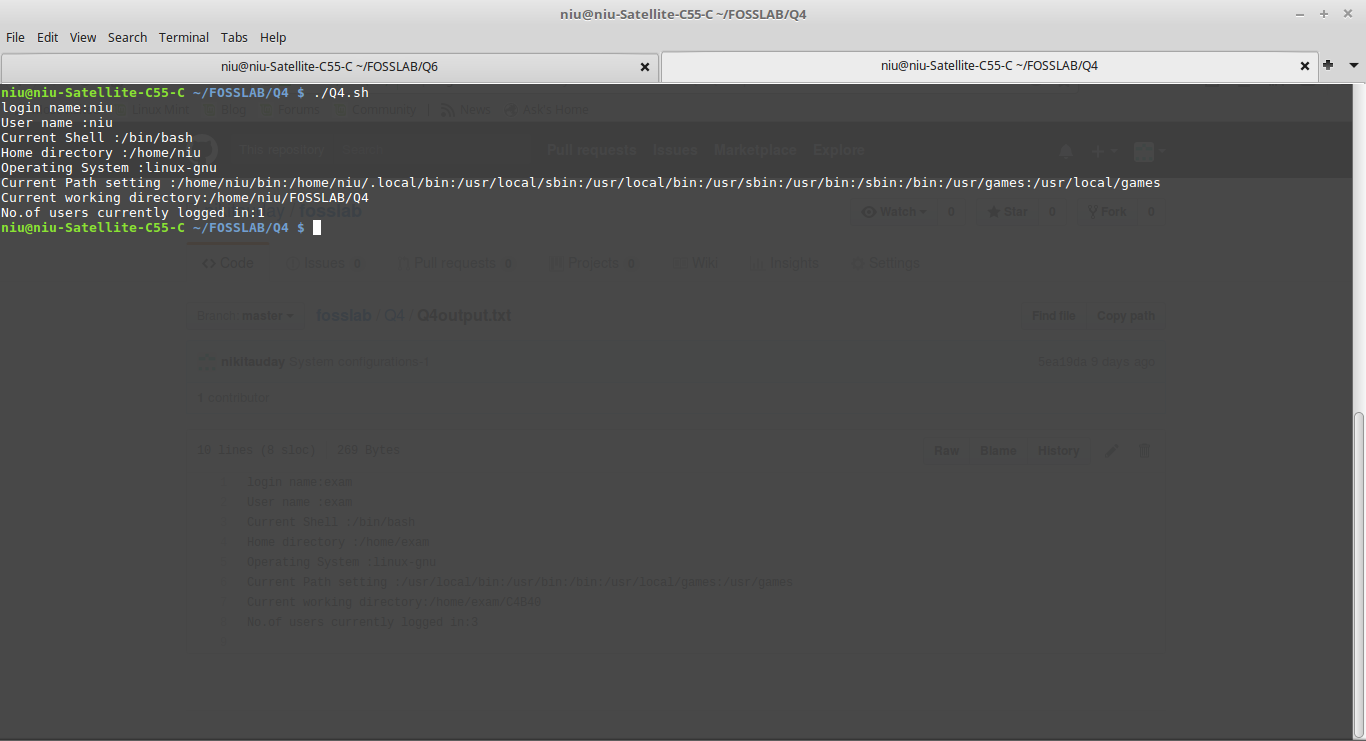 niu@niu-Satellite-C55-C ~/FOSSLAB/Q4
File Edit View Search Terminal Tabs Help
niu@niu-Satellite-C55-C ~/FOSSLAB/Q6
niu@niu-Satellite-C55-C ~/FOSSLAB/Q4
niu@niu-Satellite-C55-C ~/FOSSLAB/Q4 $ ./Q4.sh
login name:niu
User name :niu
Current Shell :/bin/bash
Home directory :/home/niu
Operating System :linux-gnu
Current Path setting :/home/niu/bin:/home/niu/.local/bin:/usr/local/sbin:/usr/local/bin:/usr/sbin:/usr/bin:/sbin:/bin:/usr/games:/usr/local/games
Current working directory:/home/niu/FOSSLAB/Q4
No.of users currently logged in:1
niu@niu-Satellite-C55-C ~/FOSSLAB/Q4 $
Linux Mint Blog Forums Community News Ask's Home
This repository Search Pull requests Issues Marketplace Explore
fosslab Watch 0 Star 0 Fork 0
Code Issues 0 Pull requests 0 Projects 0 Wiki Insights Settings
Branch: master fosslab / Q4 / Q4output.txt Find file Copy path
nikitauday System configurations-1 days ago
1 contributor
10 lines (8 sloc) 269 Bytes Raw Blame History
login name:exam
User name :exam
Current Shell :/bin/bash
Home directory :/home/exam
Operating System :linux-gnu
Current Path setting :/usr/local/bin:/usr/bin:/bin:/usr/local/games:/usr/games
Current working directory:/home/exam/
No.of users currently logged in:3